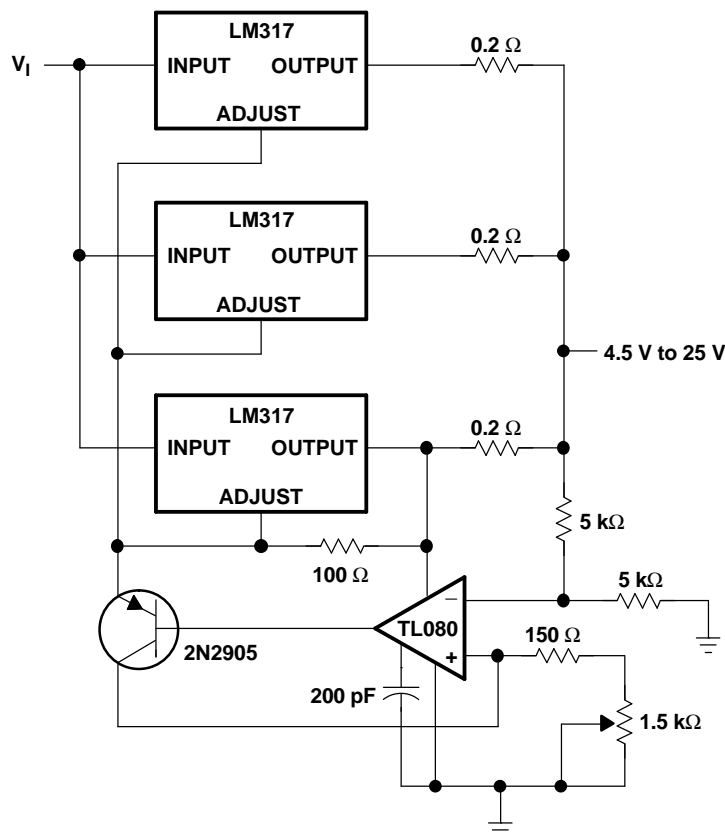 LM317
0.2 Ω
VI
INPUT OUTPUT
ADJUST
LM317
0.2 Ω
INPUT OUTPUT
ADJUST
4.5 V to 25 V
LM317
0.2 Ω
INPUT OUTPUT
ADJUST
5 kΩ
100 Ω
5 kΩ
−
TL080
+
150 Ω
2N2905
200 pF
1.5 kΩ